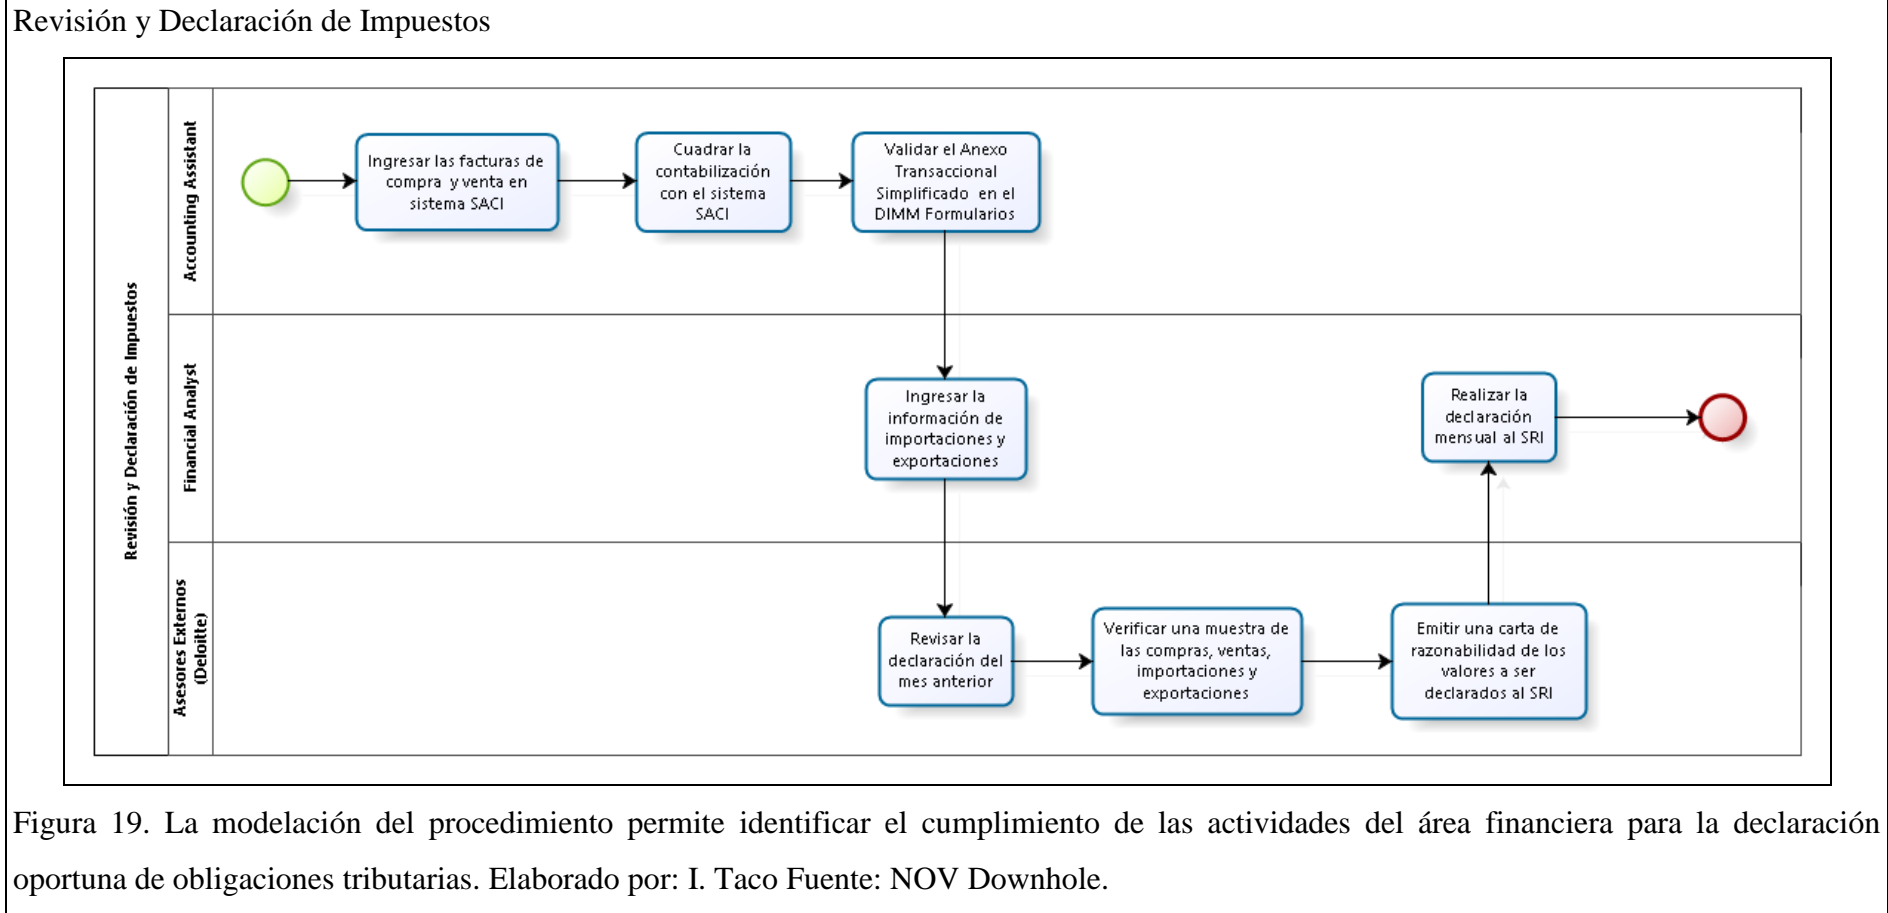 Revisión y Declaración de Impuestos
Revisión y Declaración de Impuestos
Accounting Assistant
Ingresar las facturas de
compra y venta en
sistema SACI
Cuadrar la
contabilización
con el sistema
SACI
Validar el Anexo
Transaccional
Simplificado en el
DIMM Formularios
Financial Analyst
Ingresar la
información de
importaciones y
exportaciones
Realizar la
declaración
mensual al SRI
Asesores Externos
(Deloitte)
Revisar la
declaración del
mes anterior
Verificar una muestra de
las compras, ventas,
importaciones y
exportaciones
Emitir una carta de
razonabilidad de los
valores a ser
declarados al SRI
Figura 19. La modelación del procedimiento permite identificar el cumplimiento de las actividades del área financiera para la declaración
oportuna de obligaciones tributarias. Elaborado por: I. Taco Fuente: NOV Downhole.